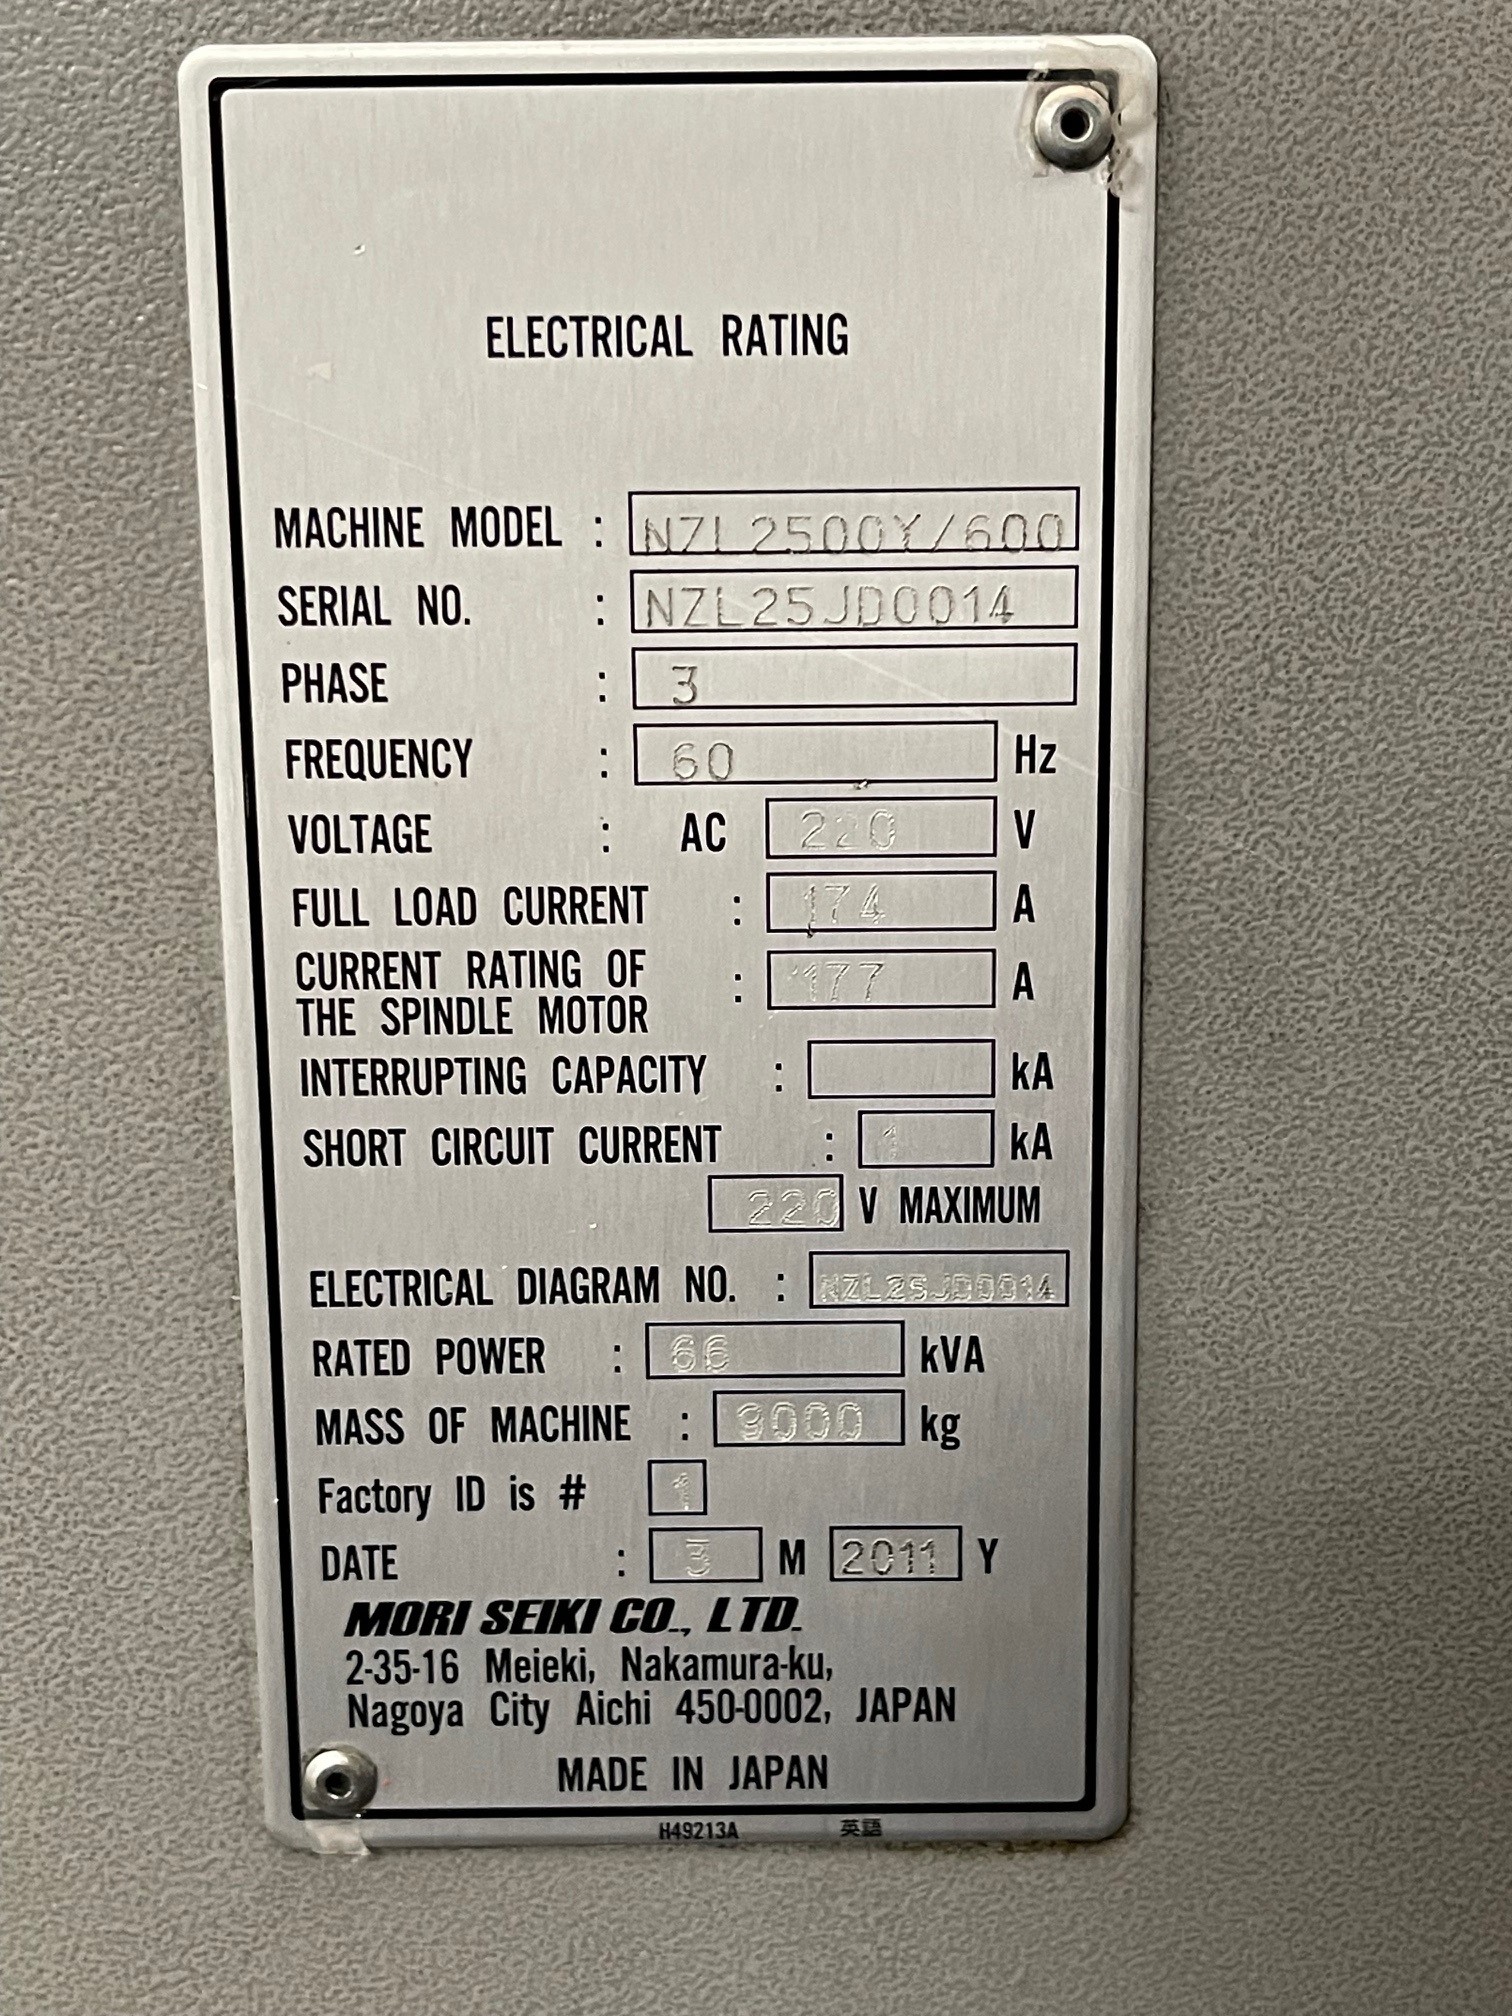 ELECTRICAL RATING
MACHINE MODEL : NZL2500Y/600
SERIAL NO. : NZL25JD0014
PHASE : 3
FREQUENCY : 60 Hz
VOLTAGE : AC 220 V
FULL LOAD CURRENT : 174 A
CURRENT RATING OF
THE SPINDLE MOTOR : 177 A
INTERRUPTING CAPACITY : kA
SHORT CIRCUIT CURRENT : kA
220 V MAXIMUM
ELECTRICAL DIAGRAM NO. : NZL25JD0014
RATED POWER : 66 kVA
MASS OF MACHINE : 9000 kg
Factory ID is # 1
DATE : 3 M 2011 Y
MORI SEIKI CO., LTD.
2-35-16 Meieki, Nakamura-ku,
Nagoya City Aichi 450-0002, JAPAN
MADE IN JAPAN
H49213A 英語